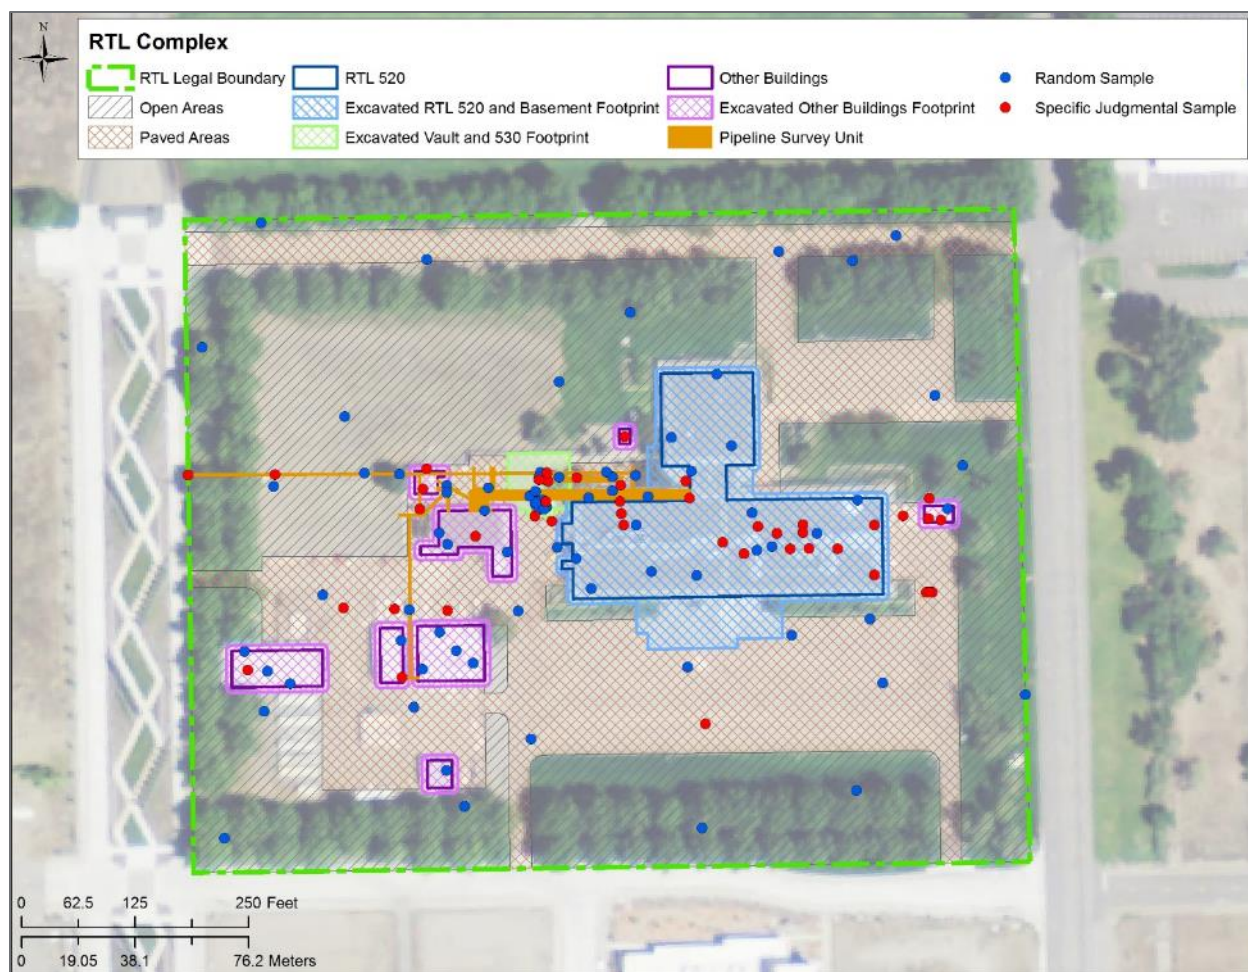 N
RTL Complex
RTL Legal Boundary RTL 520 Other Buildings Random Sample
Open Areas Excavated RTL 520 and Basement Footprint Excavated Other Buildings Footprint Specific Judgmental Sample
Paved Areas Excavated Vault and 530 Footprint Pipeline Survey Unit
0 62.5 125 250 Feet
0 19.05 38.1 76.2 Meters